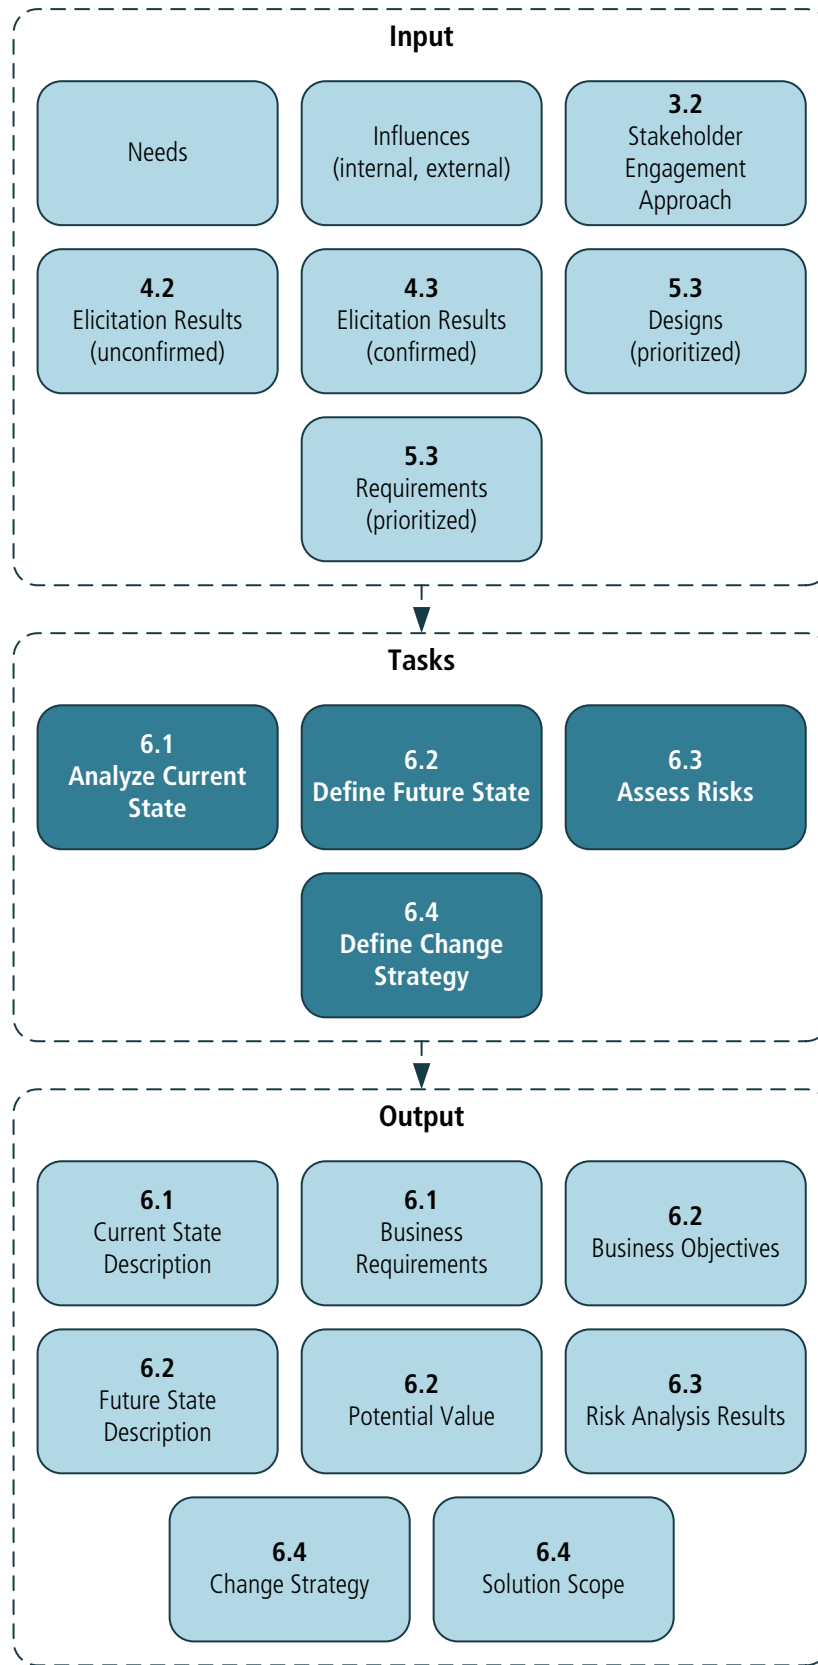 Input
Needs
Influences
(internal, external)
3.2
Stakeholder
Engagement
Approach
4.2
Elicitation Results
(unconfirmed)
4.3
Elicitation Results
(confirmed)
5.3
Designs
(prioritized)
5.3
Requirements
(prioritized)
Tasks
6.1
Analyze Current
State
6.2
Define Future State
6.3
Assess Risks
6.4
Define Change
Strategy
Output
6.1
Current State
Description
6.1
Business
Requirements
6.2
Business Objectives
6.2
Future State
Description
6.2
Potential Value
6.3
Risk Analysis Results
6.4
Change Strategy
6.4
Solution Scope